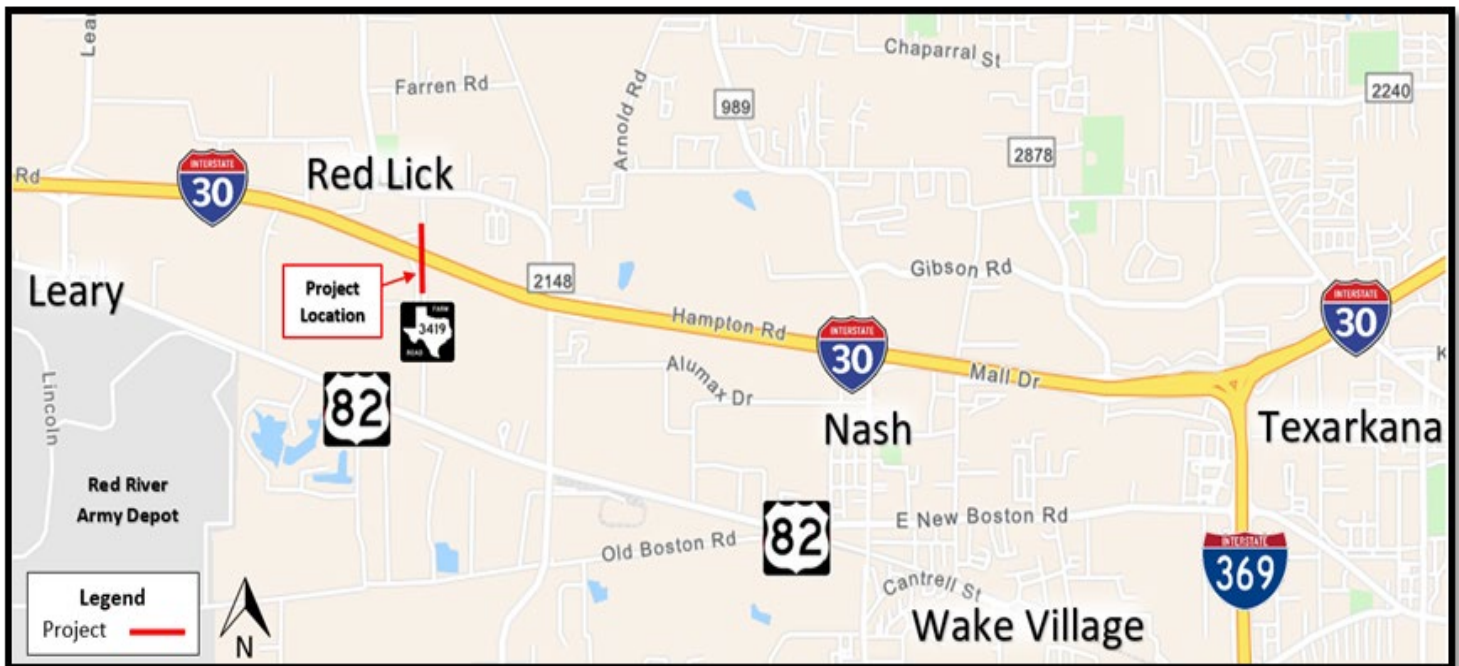 Lear
Chaparral St
Farren Rd
Arnold Rd
989
2240
2878
Rd
INTERSTATE
30
Red Lick
Gibson Rd
2148
Leary
Project
Location
FARM
3419
ROAD
Hampton Rd
INTERSTATE
30
INTERSTATE
30
K
Mall Dr
Alumax Dr
Lincoln
82
Nash
Texarkana
Red River
Army Depot
82
E New Boston Rd
Old Boston Rd
INTERSTATE
369
Cantrell St
Wake Village
Legend
Project
N